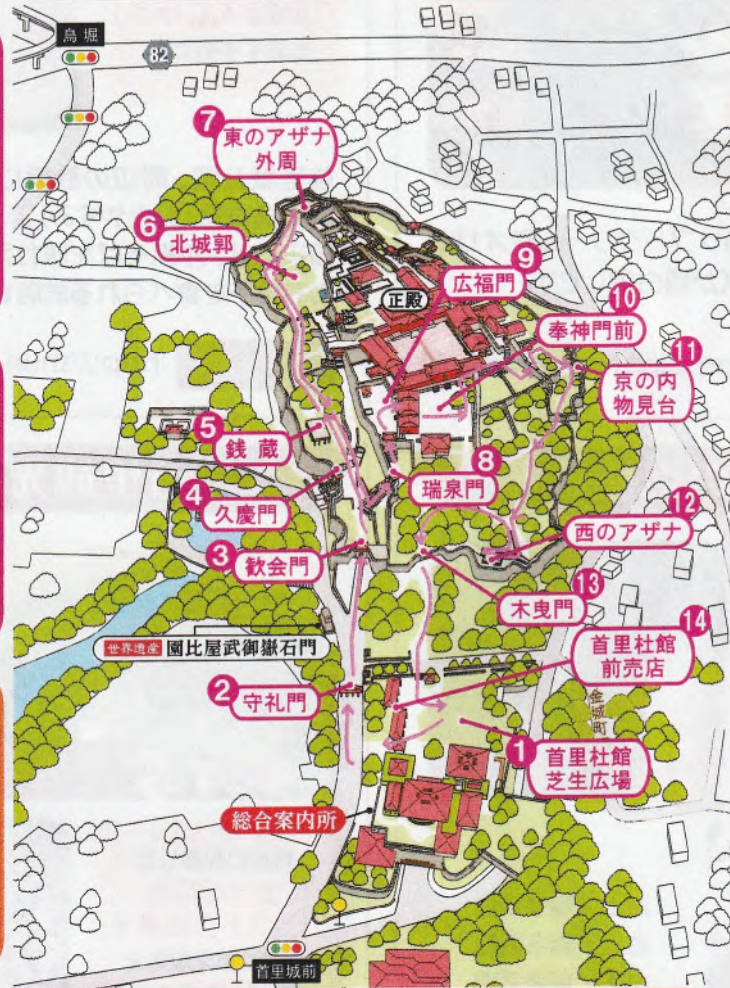 鳥堀
82
7
東のアザナ
外周
6
北城郭
9
広福門
正殿
10
奉神門前
11
京の内
物見台
5
銭蔵
8
瑞泉門
4
久慶門
12
西のアザナ
3
歓会門
13
木曳門
世界遺産 園比屋武御嶽石門
14
首里杜館
前売店
2
守礼門
金城町
1
首里杜館
芝生広場
総合案内所
首里城前